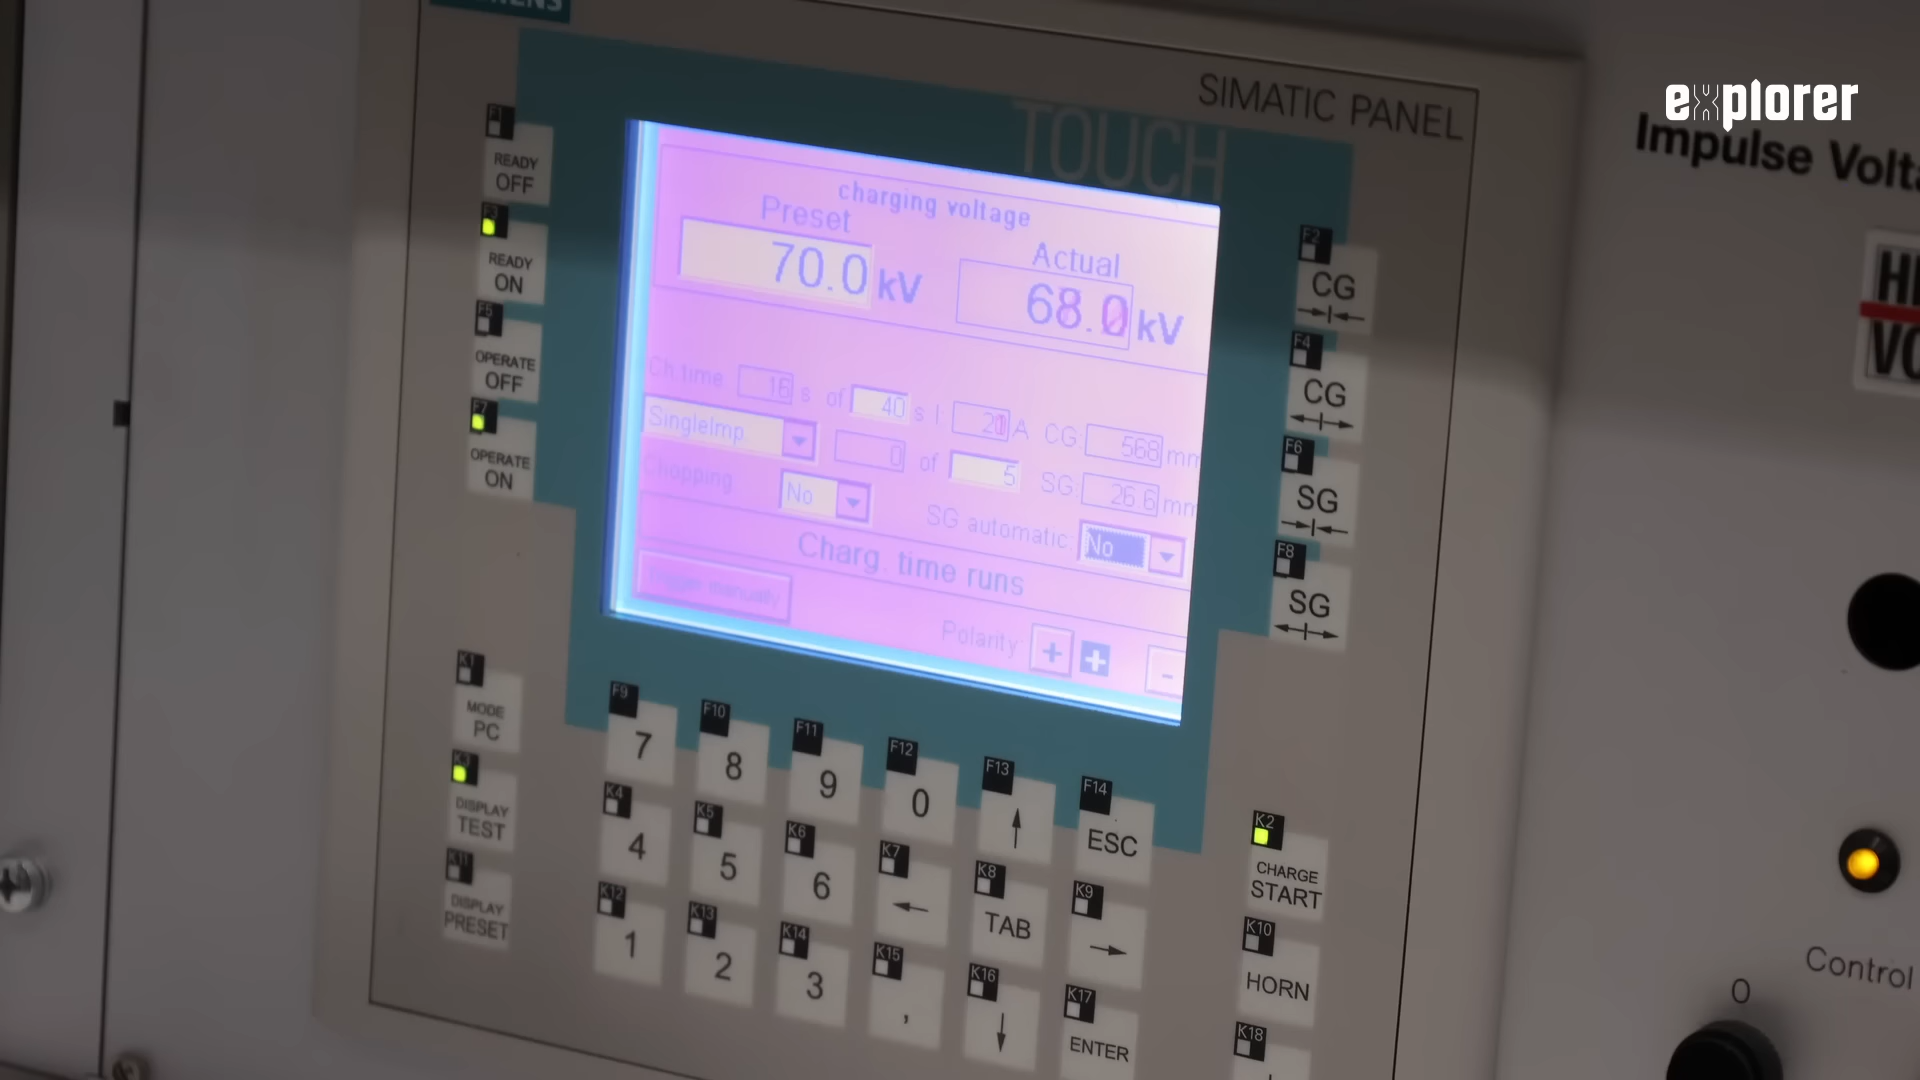 SIEMENS
SIMATIC PANEL
TOUCH
explorer
Impulse Volta
charging voltage
Preset
Actual
70.0 kV
68.0 kV
Ch.time 16 s of 40 s I: A CG: 568 mm
SingleImp 0 of 5 SG: 26.6 mm
Chopping No
SG automatic: No
Charg. time runs
Trigger manually
Polarity + + -
F1
READY OFF
F3
READY ON
F5
OPERATE OFF
F7
OPERATE ON
F2
CG
F4
CG
F6
SG
F8
SG
K1
MODE PC
K3
DISPLAY TEST
K11
DISPLAY PRESET
F9 F10 F11 F12 F13 F14
7 8 9 0 ESC
K4 K5 K6 K7 K8 K9
4 5 6 TAB
K12 K13 K14 K15 K16 K17
1 2 3 , ENTER
K2
CHARGE START
K10
HORN
K18
Control
0